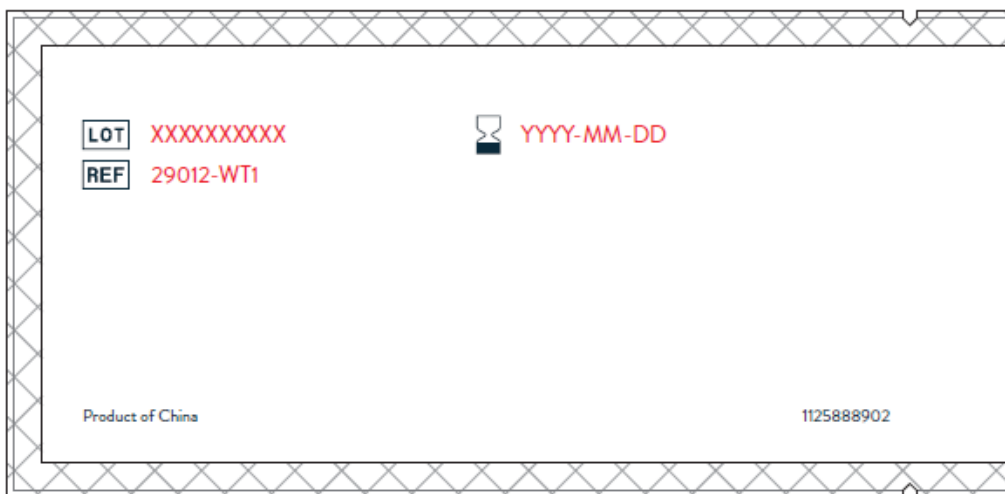 LOT XXXXXXXXXX YYYY-MM-DD
REF 29012-WT1
Product of China 1125888902